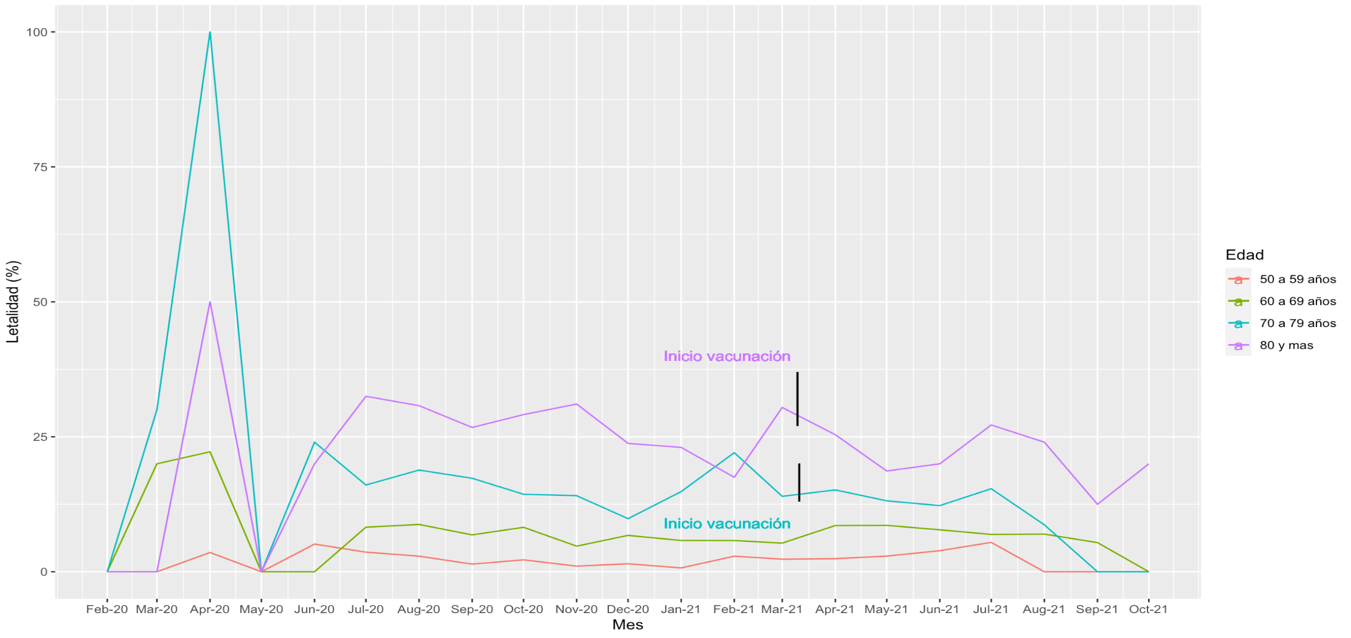 100
75
50
25
0
Letalidad (%)
Inicio vacunación
Inicio vacunación
Feb-20 Mar-20 Apr-20 May-20 Jun-20 Jul-20 Aug-20 Sep-20 Oct-20 Nov-20 Dec-20 Jan-21 Feb-21 Mar-21 Apr-21 May-21 Jun-21 Jul-21 Aug-21 Sep-21 Oct-21
Mes
Edad
a 50 a 59 años
a 60 a 69 años
a 70 a 79 años
a 80 y mas